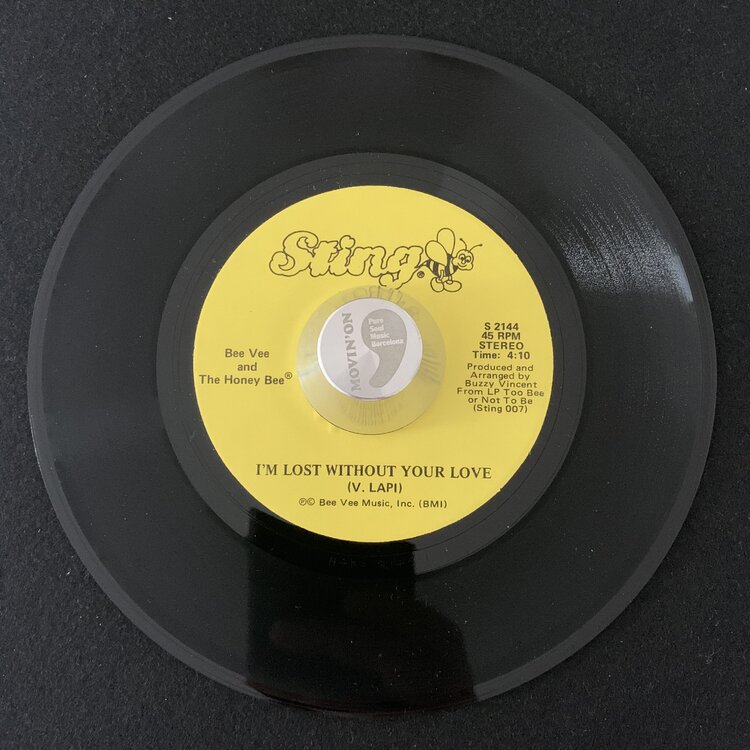 Sting®
Bee Vee
and
The Honey Bee®
MOVIN'ON
Pure
Soul
Music
Barcelona
S 2144
45 RPM
STEREO
Time: 4:10
Produced and
Arranged by
Buzzy Vincent
From LP Too Bee
or Not To Be
(Sting 007)
I'M LOST WITHOUT YOUR LOVE
(V. LAPI)
℗© Bee Vee Music, Inc. (BMI)